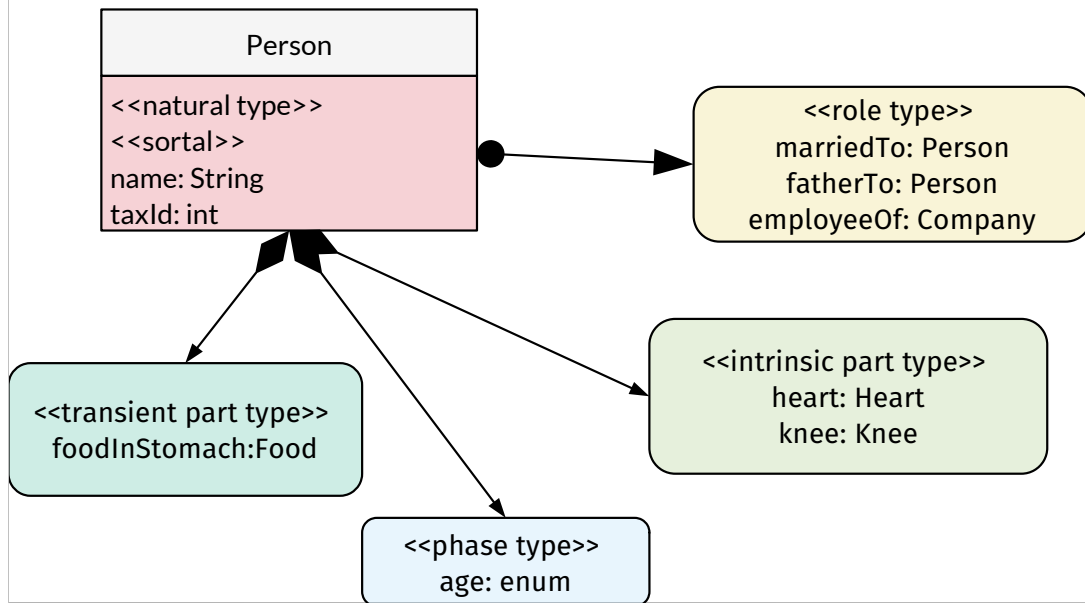 Person
<<natural type>>
<<sortal>>
name: String
taxId: int
<<role type>>
marriedTo: Person
fatherTo: Person
employeeOf: Company
<<intrinsic part type>>
heart: Heart
knee: Knee
<<transient part type>>
foodInStomach:Food
<<phase type>>
age: enum